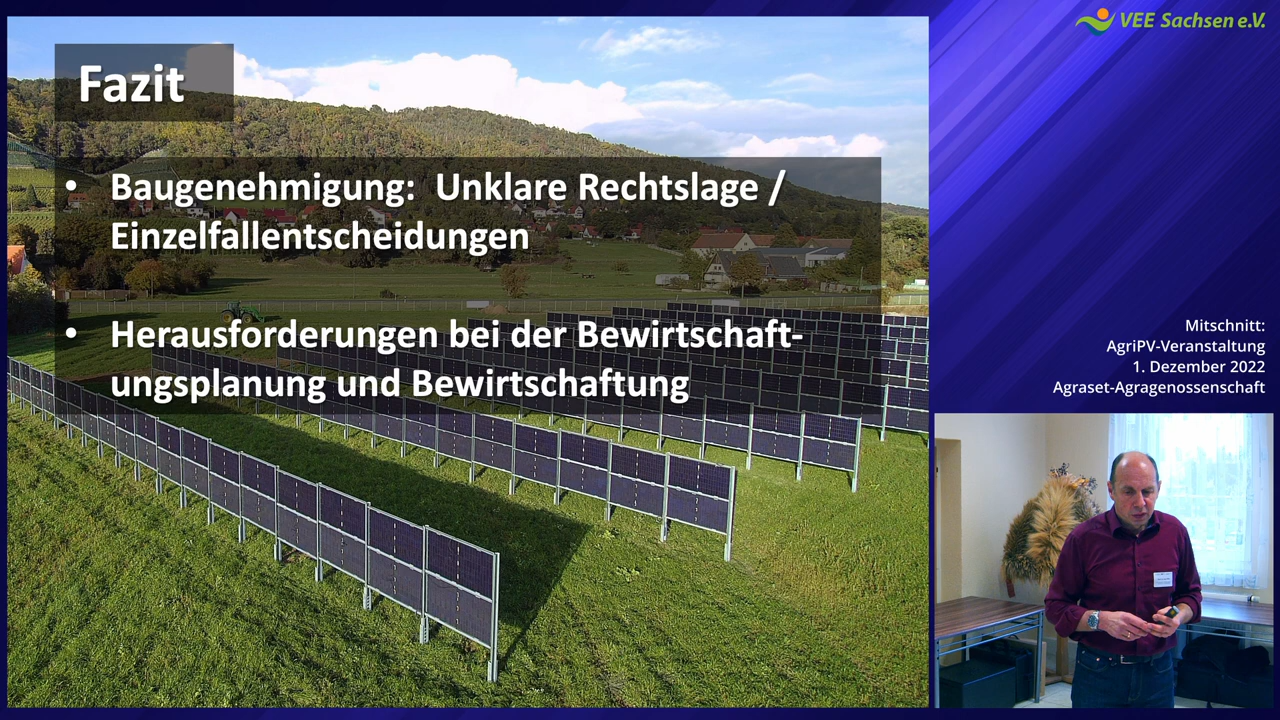 VEE Sachsen e.V.
Fazit
• Baugenehmigung: Unklare Rechtslage /
Einzelfallentscheidungen
• Herausforderungen bei der Bewirtschaft-
ungsplanung und Bewirtschaftung
Mitschnitt:
AgriPV-Veranstaltung
1. Dezember 2022
Agraset-Agragenossenschaft